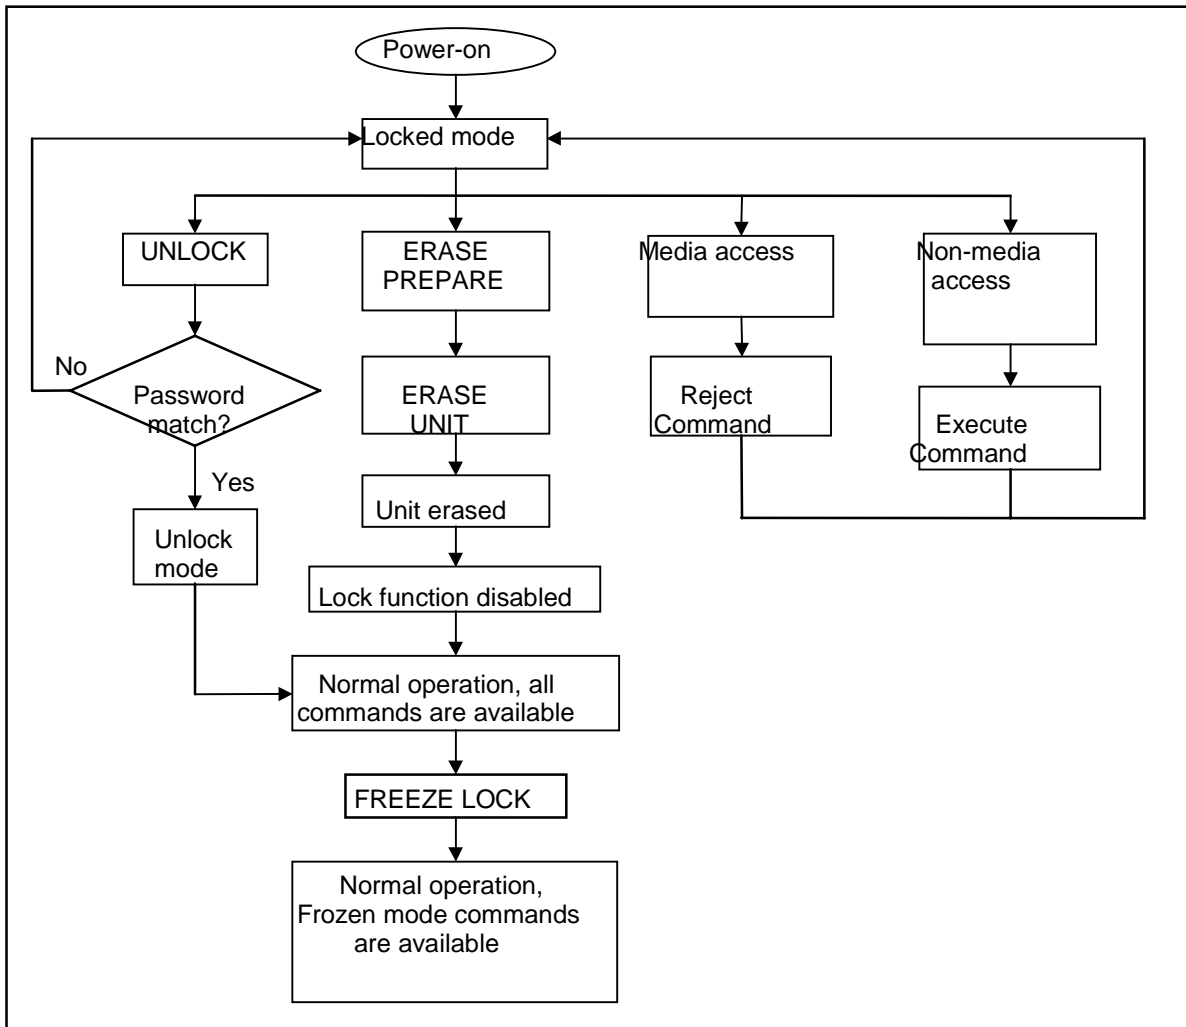 Power-on
Locked mode
UNLOCK
ERASE
PREPARE
Media access
Non-media
access
No
Password
match?
ERASE
UNIT
Reject
Command
Execute
Command
Yes
Unit erased
Unlock
mode
Lock function disabled
Normal operation, all
commands are available
FREEZE LOCK
Normal operation,
Frozen mode commands
are available